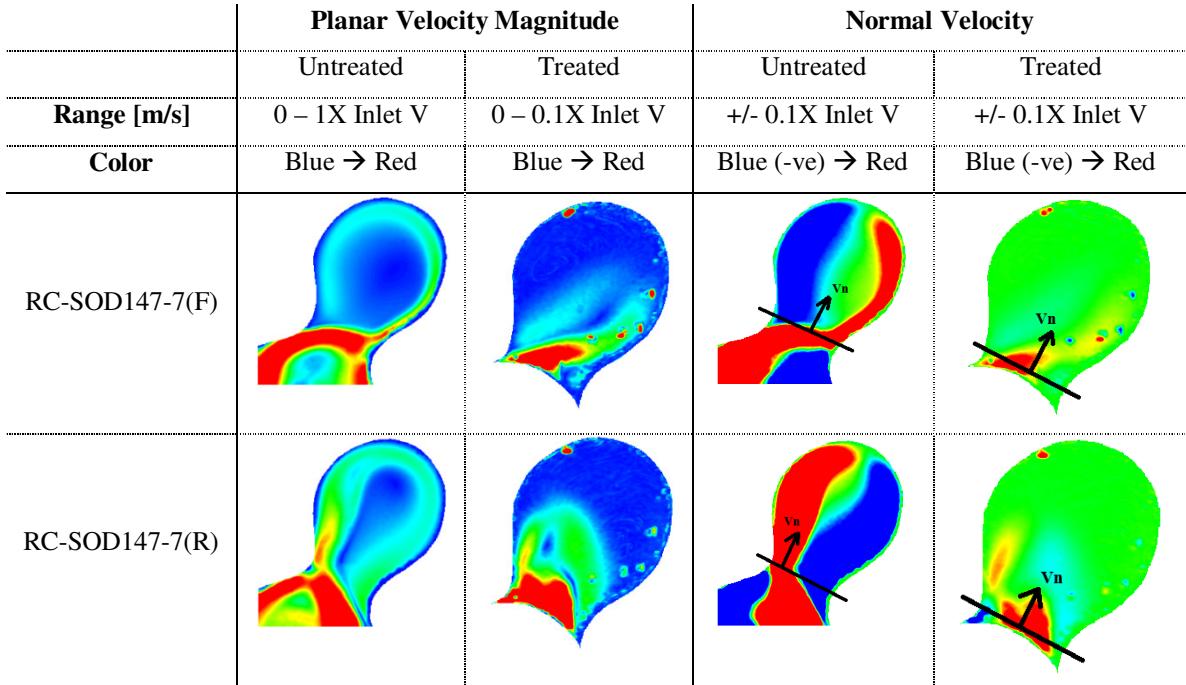 Planar Velocity Magnitude Normal Velocity
Untreated Treated Untreated Treated
Range [m/s] 0 – 1X Inlet V 0 – 0.1X Inlet V +/- 0.1X Inlet V +/- 0.1X Inlet V
Color Blue → Red Blue → Red Blue (-ve) → Red Blue (-ve) → Red
RC-SOD147-7(F) Vn Vn
RC-SOD147-7(R) Vn Vn